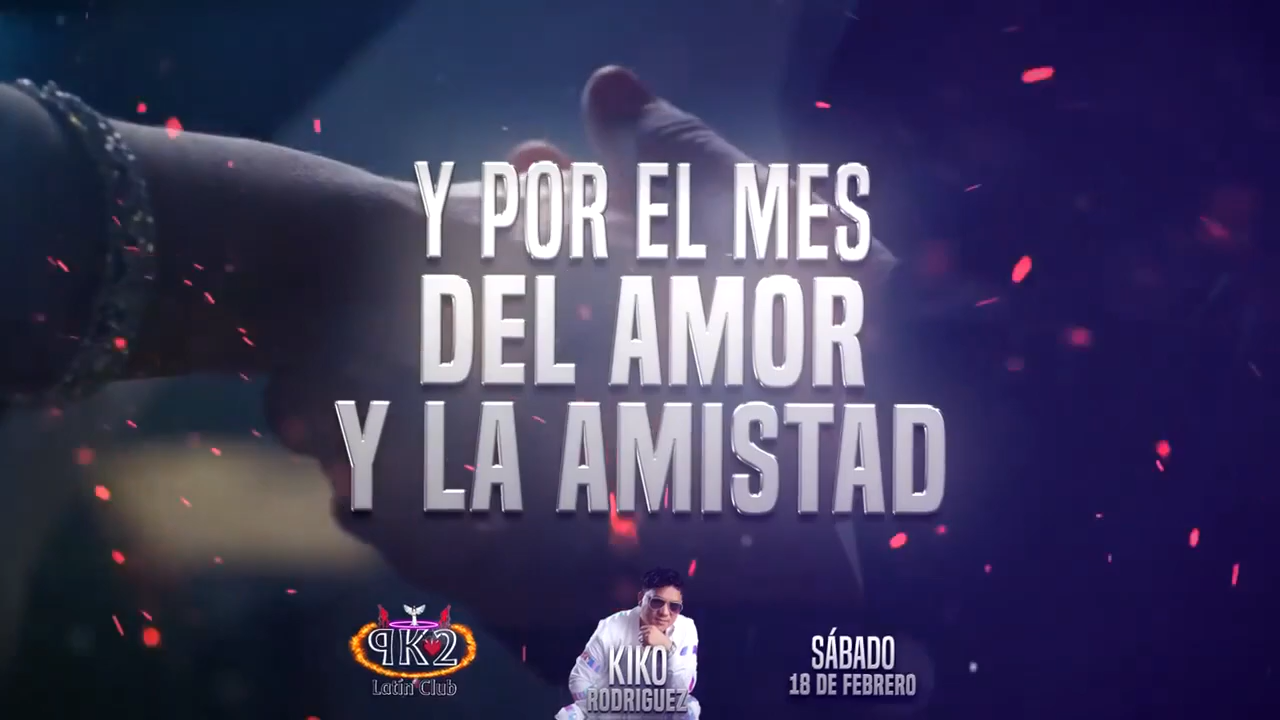 Y POR EL MES
DEL AMOR
Y LA AMISTAD
PK2
Latin Club
KIKO
RODRIGUEZ
SÁBADO
18 DE FEBRERO